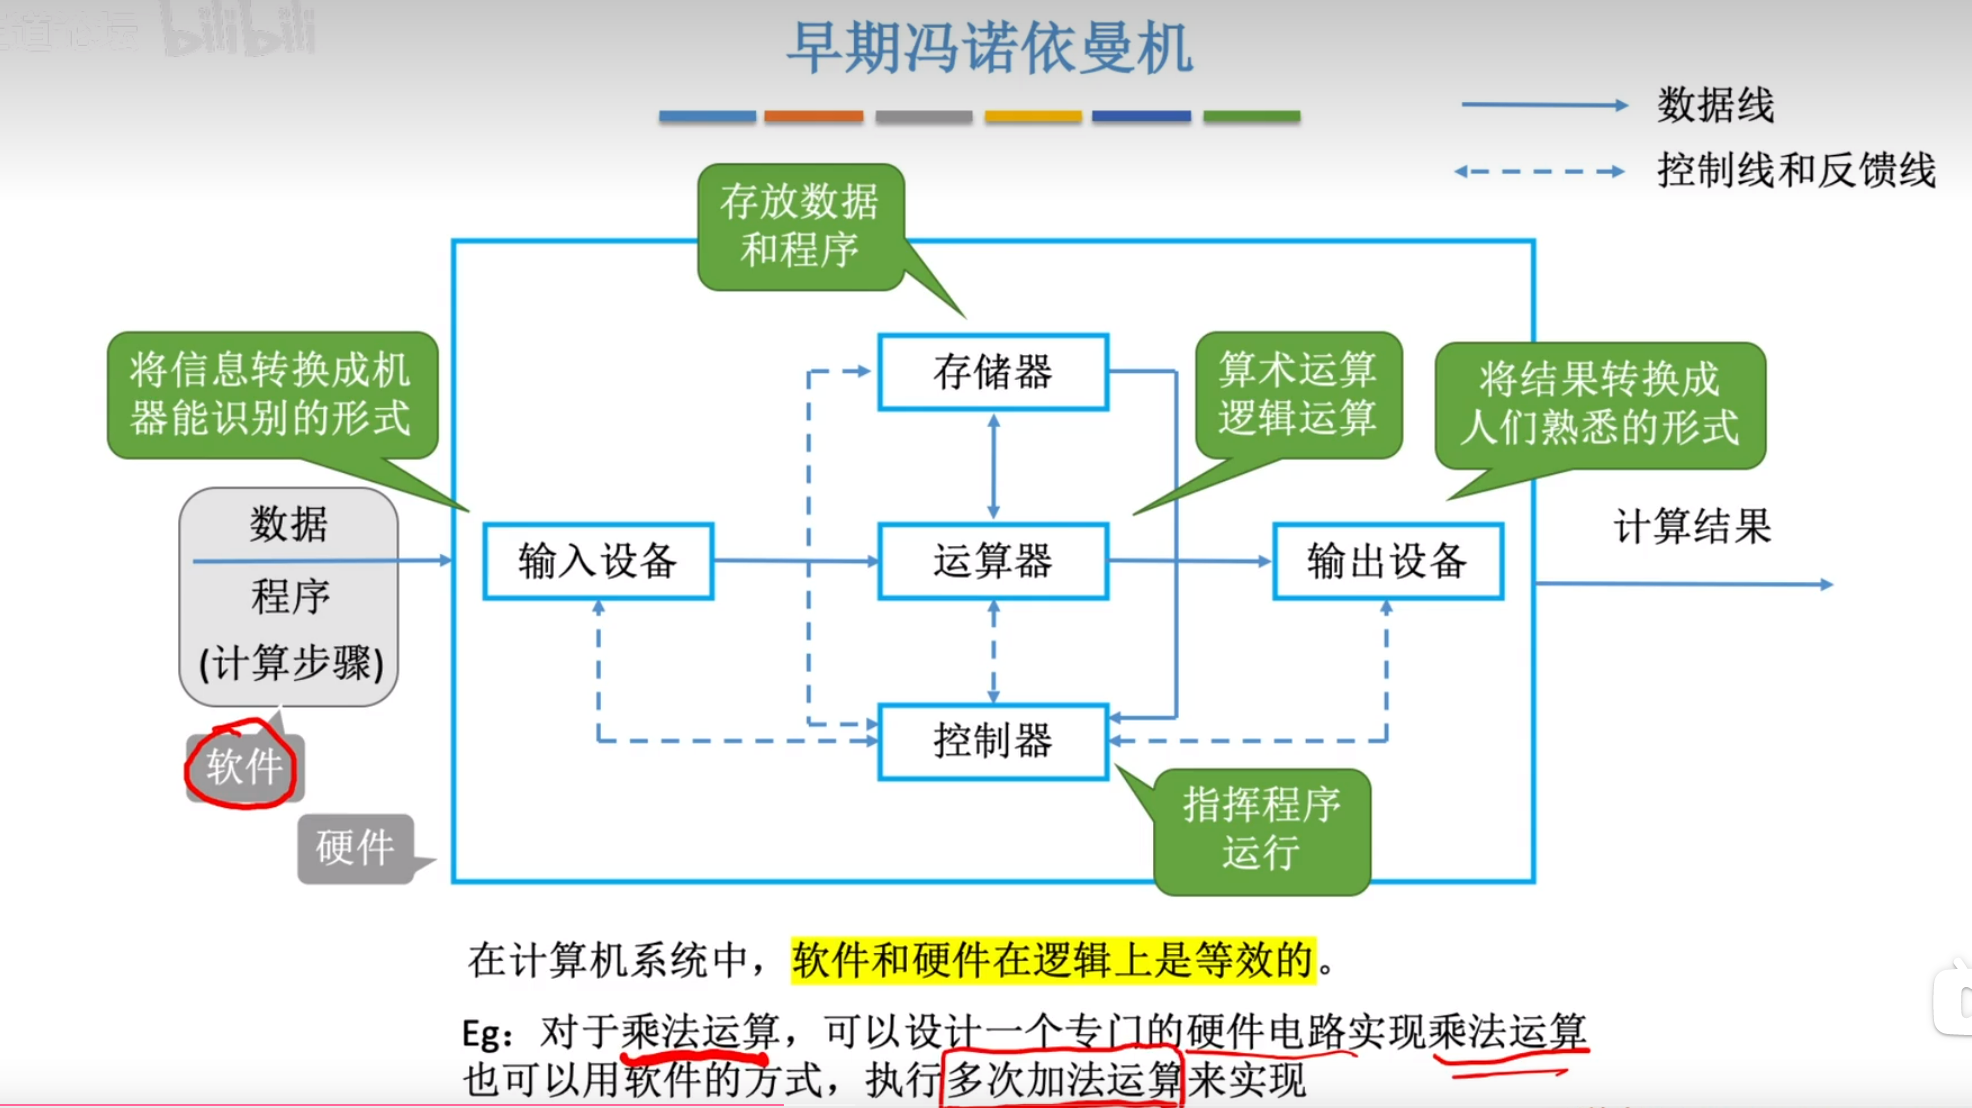 bilibili
早期冯诺依曼机
数据线
控制线和反馈线
存放数据
和程序
将信息转换成机
器能识别的形式
存储器
算术运算
逻辑运算
将结果转换成
人们熟悉的形式
数据
程序
(计算步骤)
输入设备
运算器
输出设备
计算结果
软件
硬件
控制器
指挥程序
运行
在计算机系统中，软件和硬件在逻辑上是等效的。
Eg：对于乘法运算，可以设计一个专门的硬件电路实现乘法运算
也可以用软件的方式，执行多次加法运算来实现